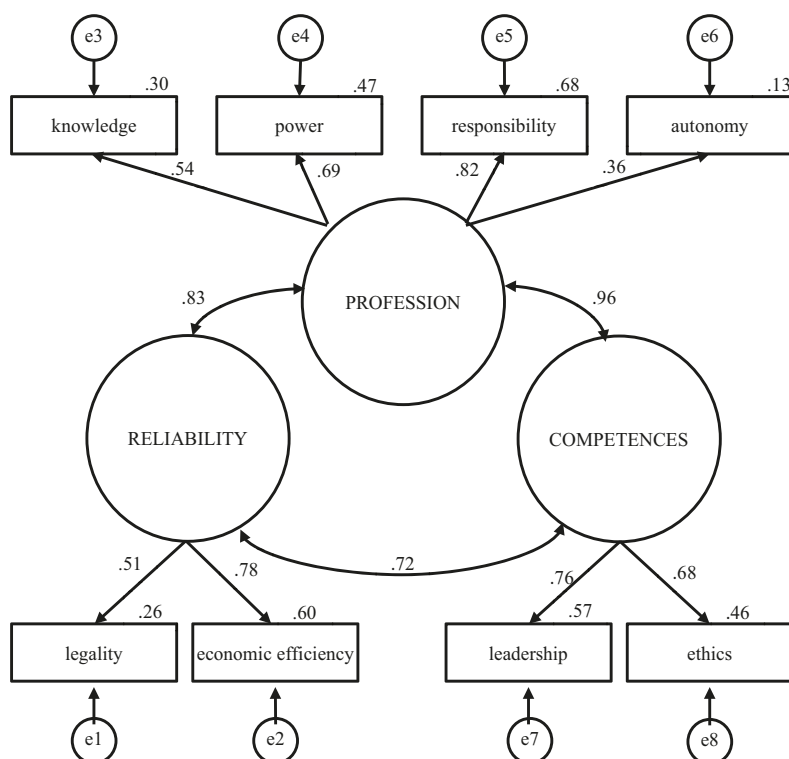 e3
e4
e5
e6
.30
.47
.68
.13
knowledge
power
responsibility
autonomy
.54
.69
.82
.36
PROFESSION
.83
.96
RELIABILITY
COMPETENCES
.72
.51
.78
.76
.68
.26
.60
.57
.46
legality
economic efficiency
leadership
ethics
e1
e2
e7
e8